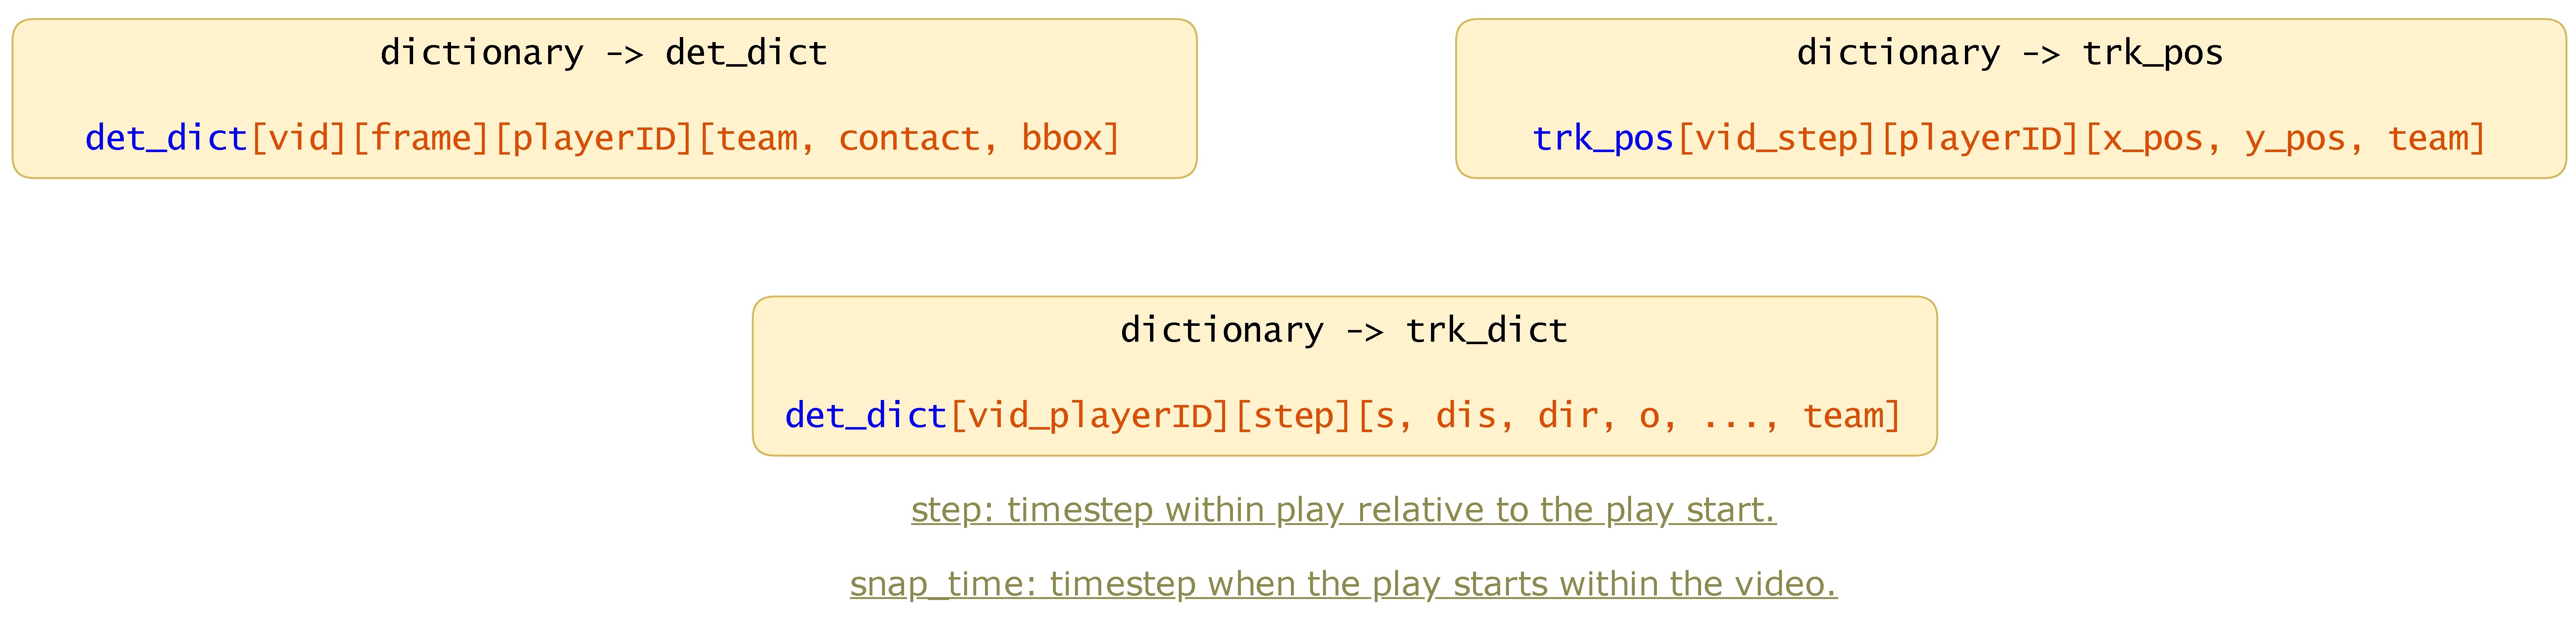 dictionary -> det_dict
det_dict[vid][frame][playerID][team, contact, bbox]
dictionary -> trk_pos
trk_pos[vid_step][playerID][x_pos, y_pos, team]
dictionary -> trk_dict
det_dict[vid_playerID][step][s, dis, dir, o, ..., team]
step: timestep within play relative to the play start.
snap_time: timestep when the play starts within the video.